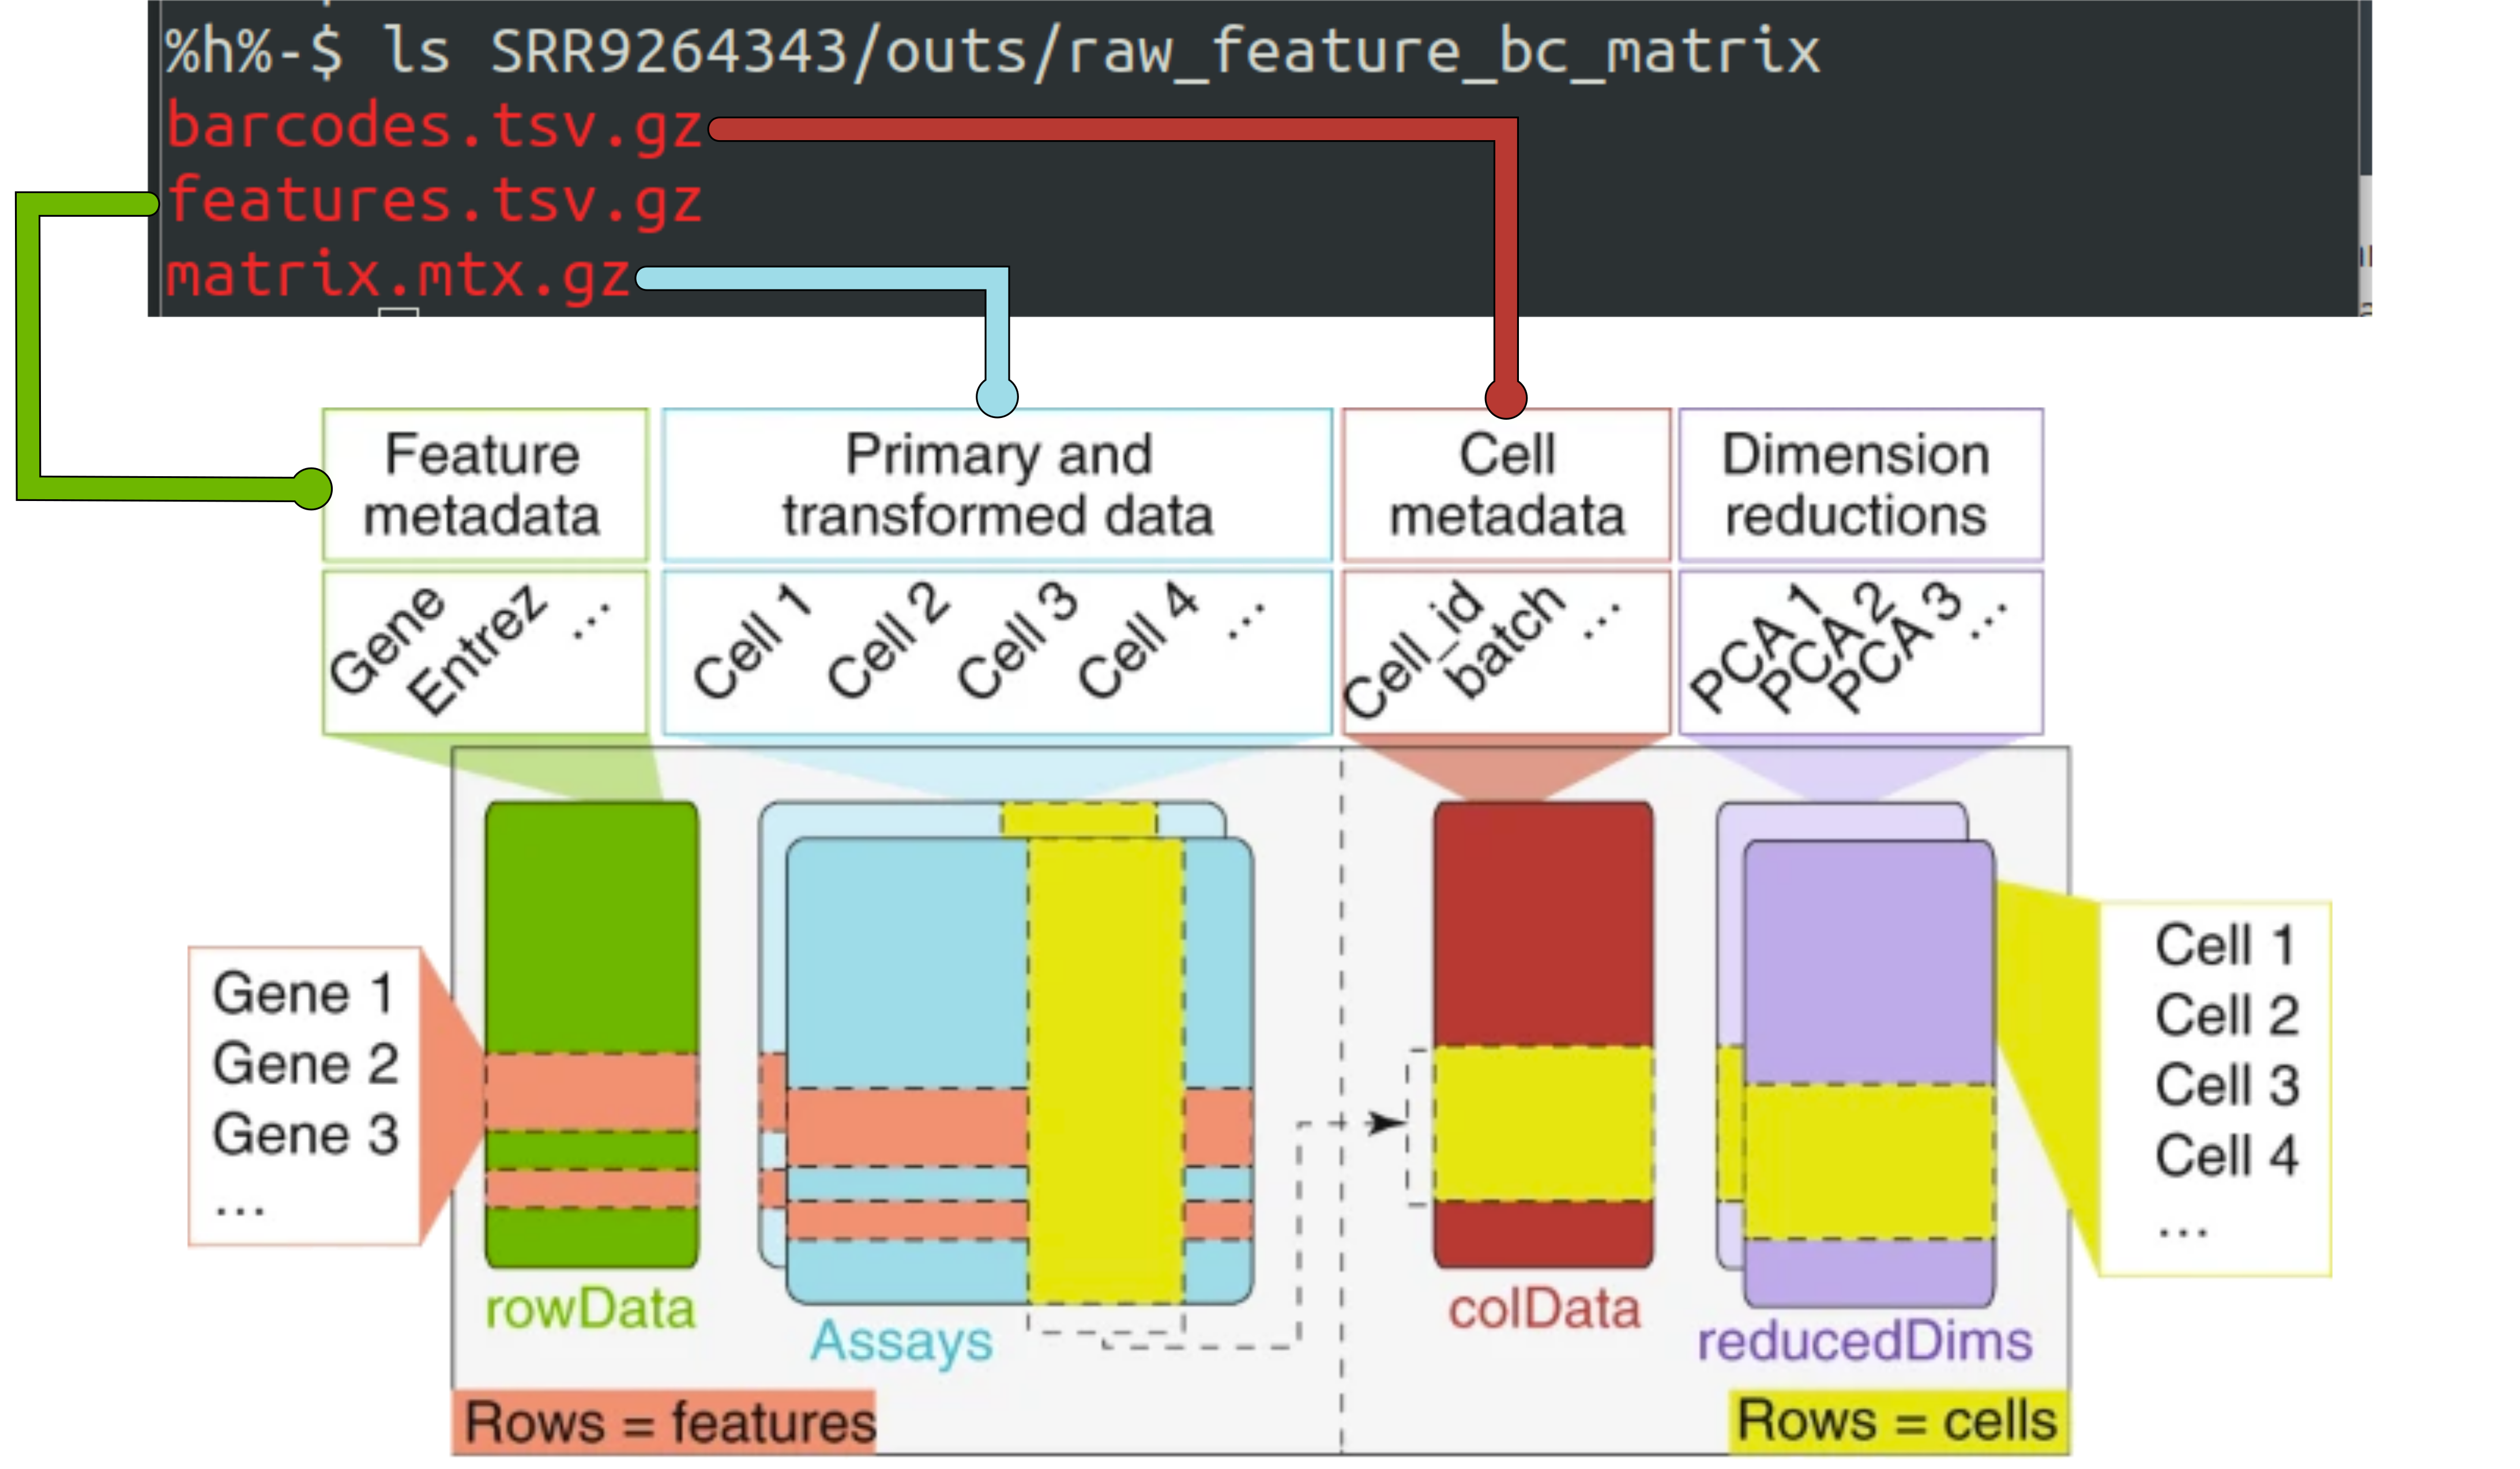 %h%-$ ls SRR9264343/outs/raw_feature_bc_matrix
barcodes.tsv.gz
features.tsv.gz
matrix.mtx.gz
Feature
metadata
Primary and
transformed data
Cell
metadata
Dimension
reductions
Gene
Entrez
...
Cell 1
Cell 2
Cell 3
Cell 4
...
Cell_id
batch
...
PCA 1
PCA 2
PCA 3
...
Gene 1
Gene 2
Gene 3
...
Cell 1
Cell 2
Cell 3
Cell 4
...
rowData
Assays
colData
reducedDims
Rows = features
Rows = cells